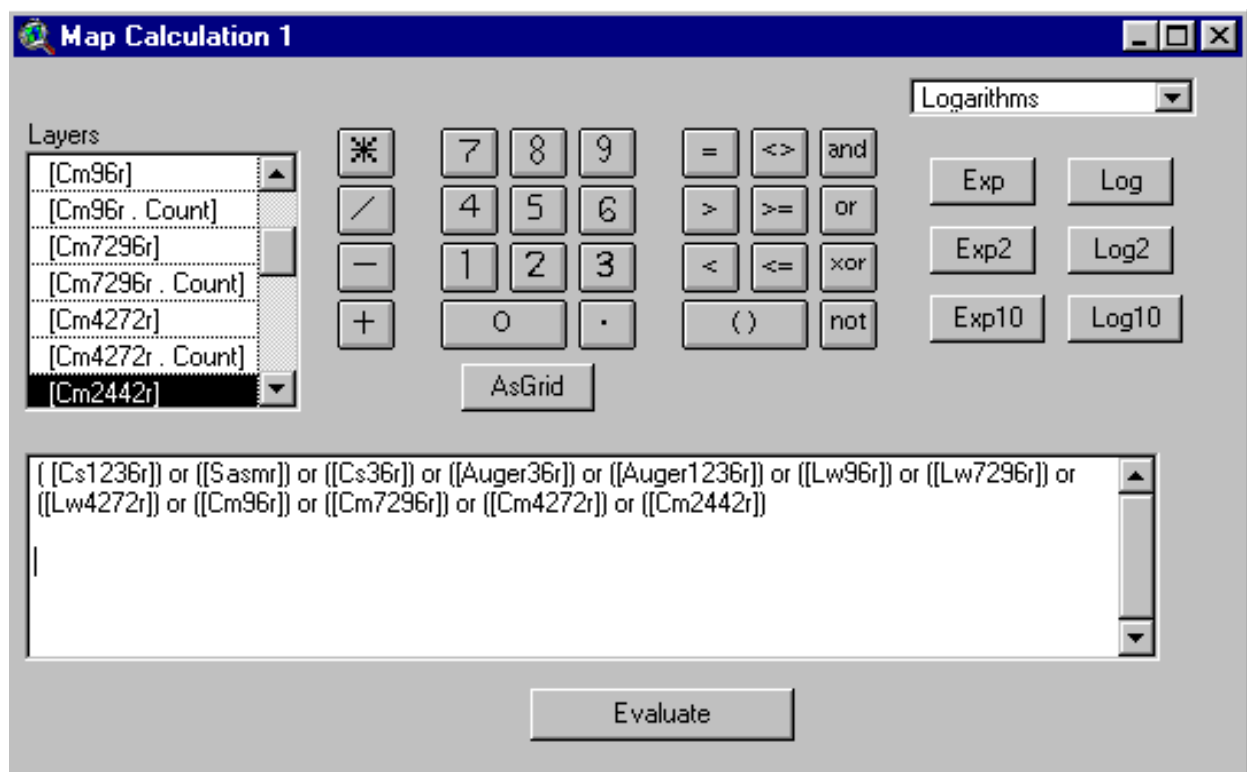 Map Calculation 1
Logarithms
Layers
[Cm96r]
[Cm96r . Count]
[Cm7296r]
[Cm7296r . Count]
[Cm4272r]
[Cm4272r . Count]
[Cm2442r]
* 7 8 9 = <> and
/ 4 5 6 > >= or
− 1 2 3 < <= xor
+ 0 . ( ) not
AsGrid
Exp Log
Exp2 Log2
Exp10 Log10
( [Cs1236r]) or ([Sasmr]) or ([Cs36r]) or ([Auger36r]) or ([Auger1236r]) or ([Lw96r]) or ([Lw7296r]) or
([Lw4272r]) or ([Cm96r]) or ([Cm7296r]) or ([Cm4272r]) or ([Cm2442r])
Evaluate